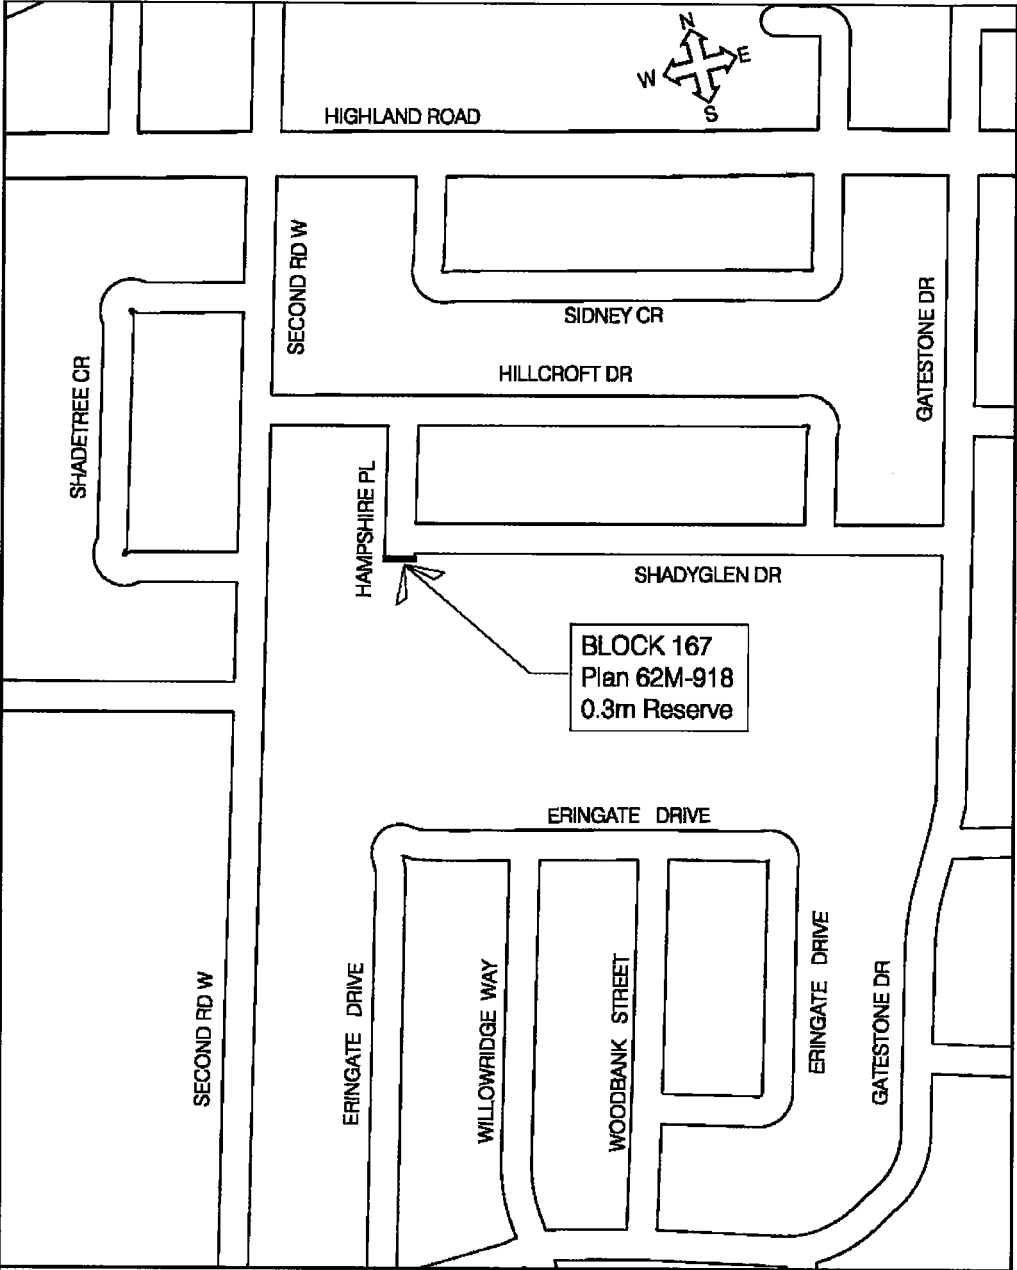 N
E
W
S
HIGHLAND ROAD
SECOND RD W
SIDNEY CR
GATESTONE DR
SHADETREE CR
HILLCROFT DR
HAMPSHIRE PL
SHADYGLEN DR
BLOCK 167
Plan 62M-918
0.3m Reserve
ERINGATE DRIVE
SECOND RD W
ERINGATE DRIVE
WILLOWRIDGE WAY
WOODBANK STREET
ERINGATE DRIVE
GATESTONE DR